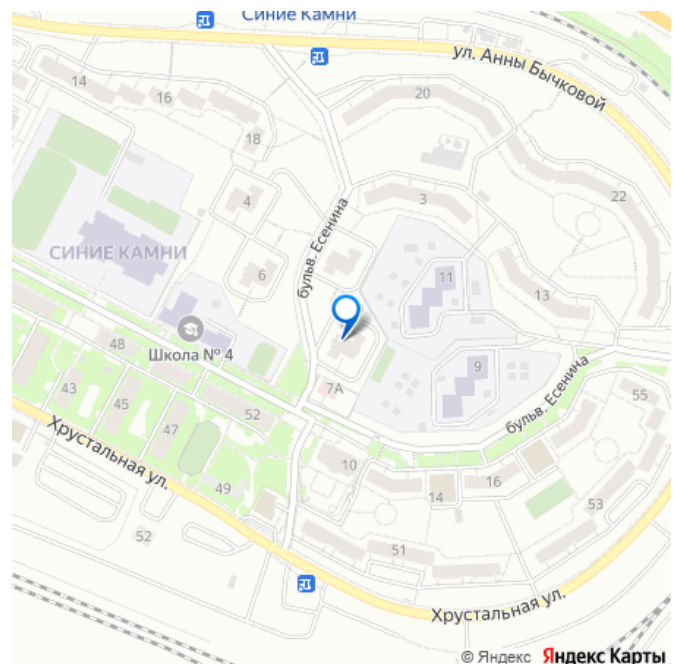 Синие Камни
ул. Анны Бычковой
14
16
20
18
4
3
22
бульв. Есенина
СИНИЕ КАМНИ
6
11
13
Школа № 4
48
9
7А
43
45
52
бульв. Есенина
55
47
Хрустальная ул.
10
16
49
14
53
52
51
Хрустальная ул.
© Яндекс Яндекс Карты